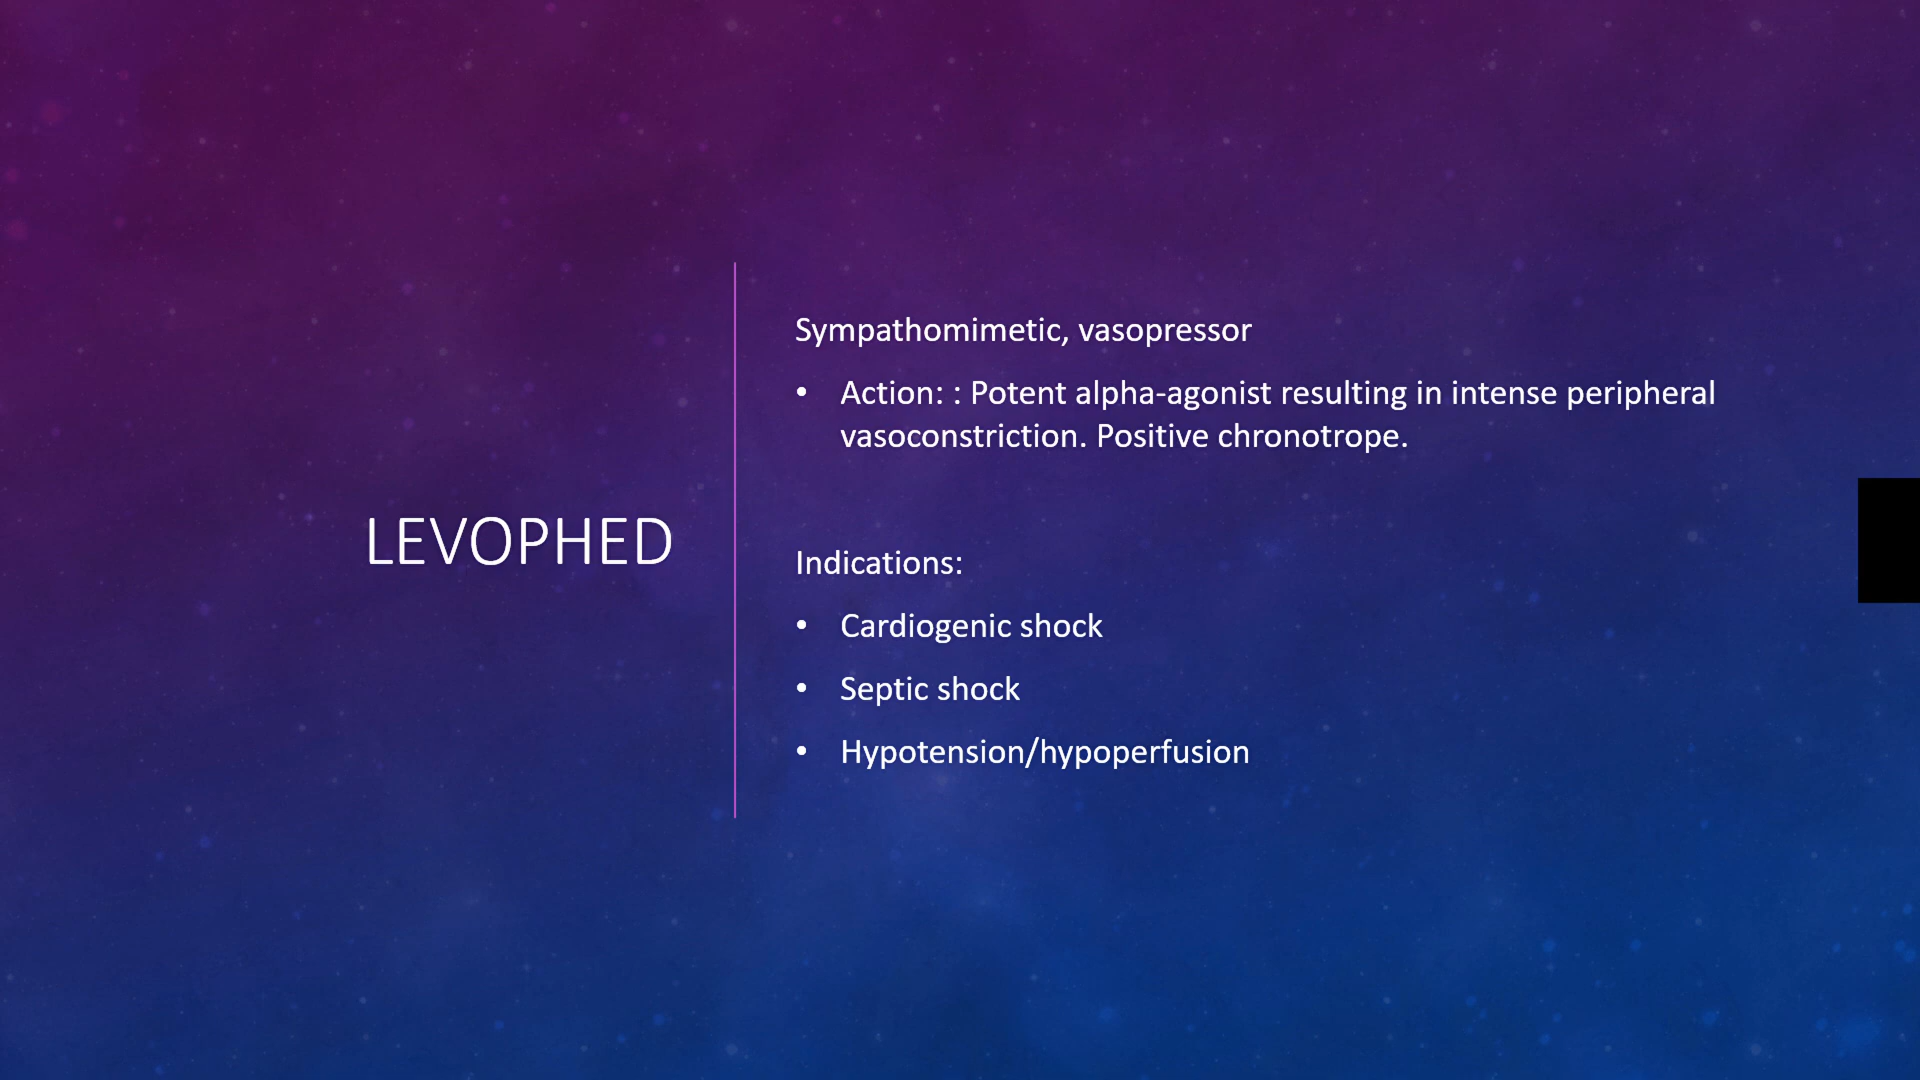 LEVOPHED
Sympathomimetic, vasopressor
• Action: : Potent alpha-agonist resulting in intense peripheral
vasoconstriction. Positive chronotrope.
Indications:
• Cardiogenic shock
• Septic shock
• Hypotension/hypoperfusion